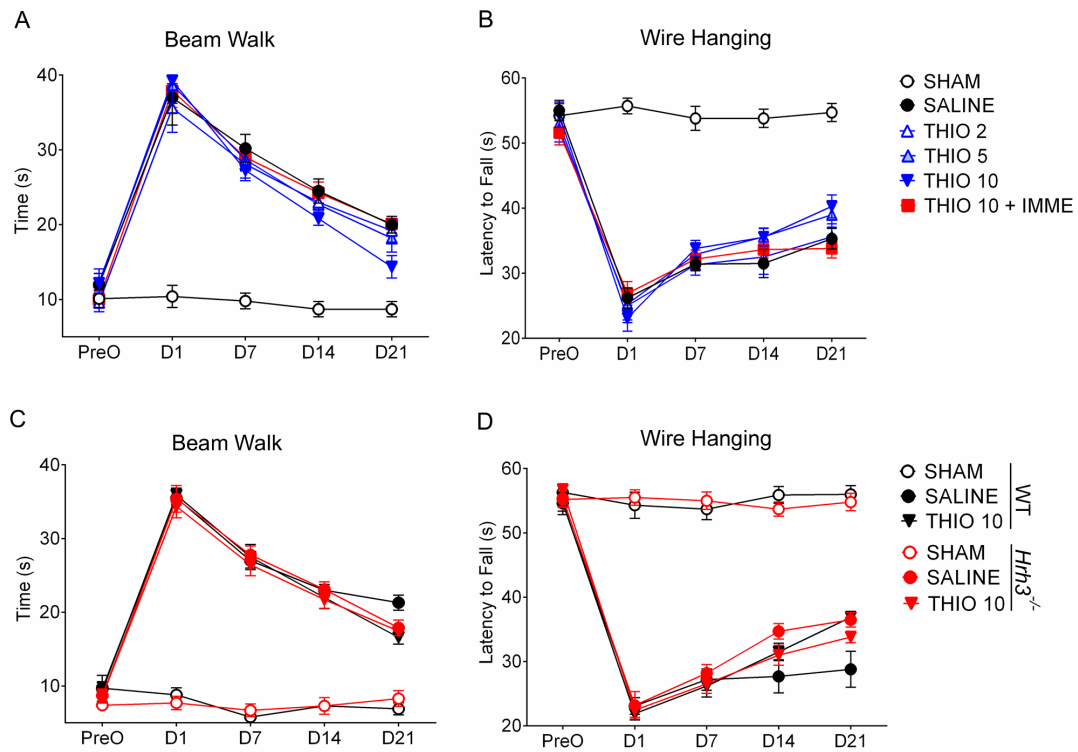 A
Beam Walk
Time (s)
40
30
20
10
PreO D1 D7 D14 D21
B
Wire Hanging
Latency to Fall (s)
60
50
40
30
20
PreO D1 D7 D14 D21
SHAM
SALINE
THIO 2
THIO 5
THIO 10
THIO 10 + IMME
C
Beam Walk
Time (s)
40
30
20
10
PreO D1 D7 D14 D21
D
Wire Hanging
Latency to Fall (s)
60
50
40
30
20
PreO D1 D7 D14 D21
SHAM
SALINE
THIO 10
WT
SHAM
SALINE
THIO 10
Hrh3-/-